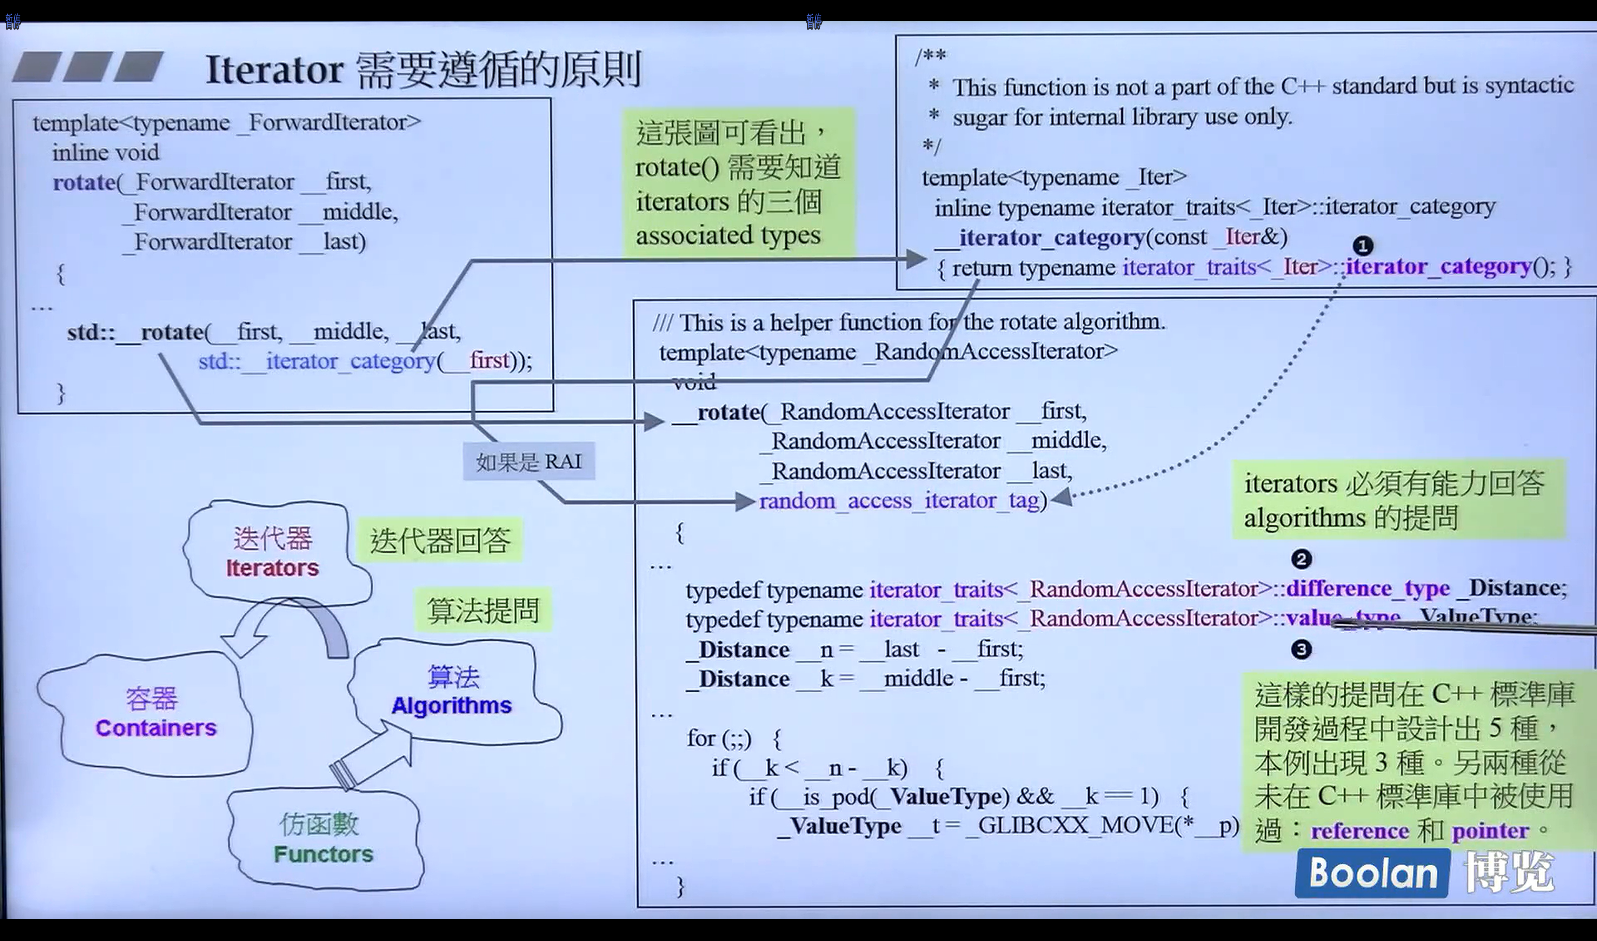 Iterator 需要遵循的原則
template<typename _ForwardIterator>
inline void
rotate(_ForwardIterator __first,
_ForwardIterator __middle,
_ForwardIterator __last)
{
...
std::__rotate(__first, __middle, __last,
std::__iterator_category(__first));
}
這張圖可看出，
rotate() 需要知道
iterators 的三個
associated types
/**
* This function is not a part of the C++ standard but is syntactic
* sugar for internal library use only.
*/
template<typename _Iter>
inline typename iterator_traits<_Iter>::iterator_category
__iterator_category(const _Iter&)
❶
{ return typename iterator_traits<_Iter>::iterator_category(); }
/// This is a helper function for the rotate algorithm.
template<typename _RandomAccessIterator>
void
__rotate(_RandomAccessIterator __first,
_RandomAccessIterator __middle,
_RandomAccessIterator __last,
random_access_iterator_tag)
{
...
❷
typedef typename iterator_traits<_RandomAccessIterator>::difference_type _Distance;
typedef typename iterator_traits<_RandomAccessIterator>::value_type _ValueType;
❸
_Distance __n = __last - __first;
_Distance __k = __middle - __first;
...
for (;;) {
if (__k < __n - __k) {
if (__is_pod(_ValueType) && __k == 1) {
_ValueType __t = _GLIBCXX_MOVE(*__p)
...
}
如果是 RAI
iterators 必須有能力回答
algorithms 的提問
這樣的提問在 C++ 標準庫
開發過程中設計出 5 種，
本例出現 3 種。另兩種從
未在 C++ 標準庫中被使用
過：reference 和 pointer。
迭代器
Iterators
迭代器回答
算法提問
容器
Containers
算法
Algorithms
仿函數
Functors
Boolan 博览